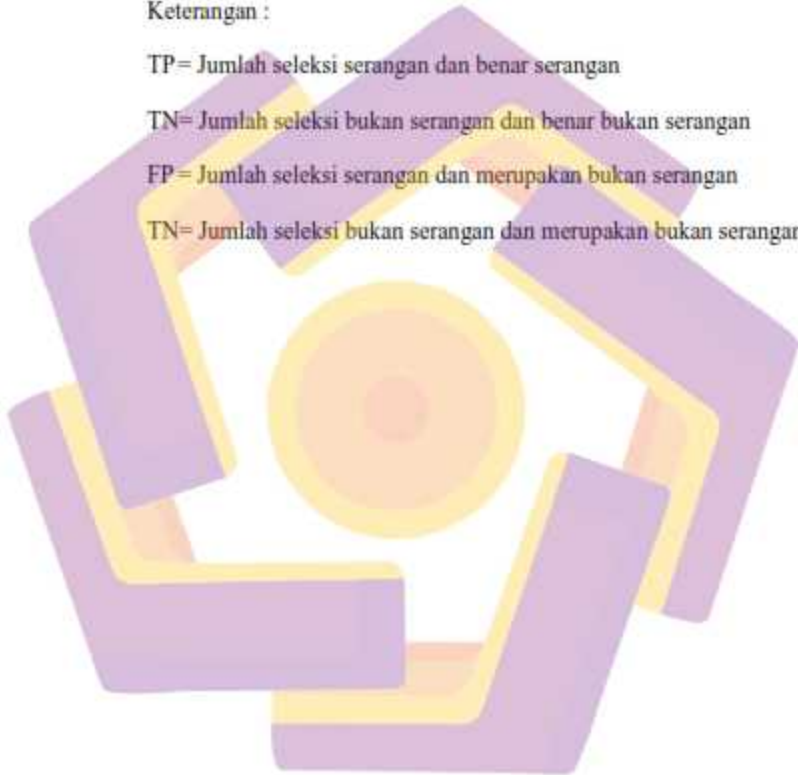 Keterangan :
TP= Jumlah seleksi serangan dan benar serangan
TN= Jumlah seleksi bukan serangan dan benar bukan serangan
FP = Jumlah seleksi serangan dan merupakan bukan serangan
TN= Jumlah seleksi bukan serangan dan merupakan bukan serangan